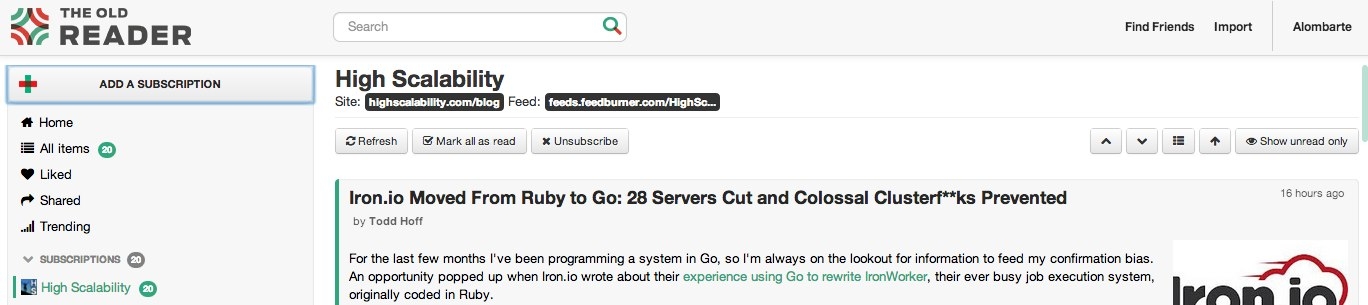 THE OLD
READER
Search
Find Friends Import Alombarte
ADD A SUBSCRIPTION
Home
All items 20
Liked
Shared
Trending
SUBSCRIPTIONS 20
High Scalability 20
High Scalability
Site: highscalability.com/blog Feed: feeds.feedburner.com/HighSc...
Refresh Mark all as read Unsubscribe Show unread only
Iron.io Moved From Ruby to Go: 28 Servers Cut and Colossal Clusterf**ks Prevented
16 hours ago
by Todd Hoff
For the last few months I've been programming a system in Go, so I'm always on the lookout for information to feed my confirmation bias.
An opportunity popped up when Iron.io wrote about their experience using Go to rewrite IronWorker, their ever busy job execution system,
originally coded in Ruby.
Iron.io